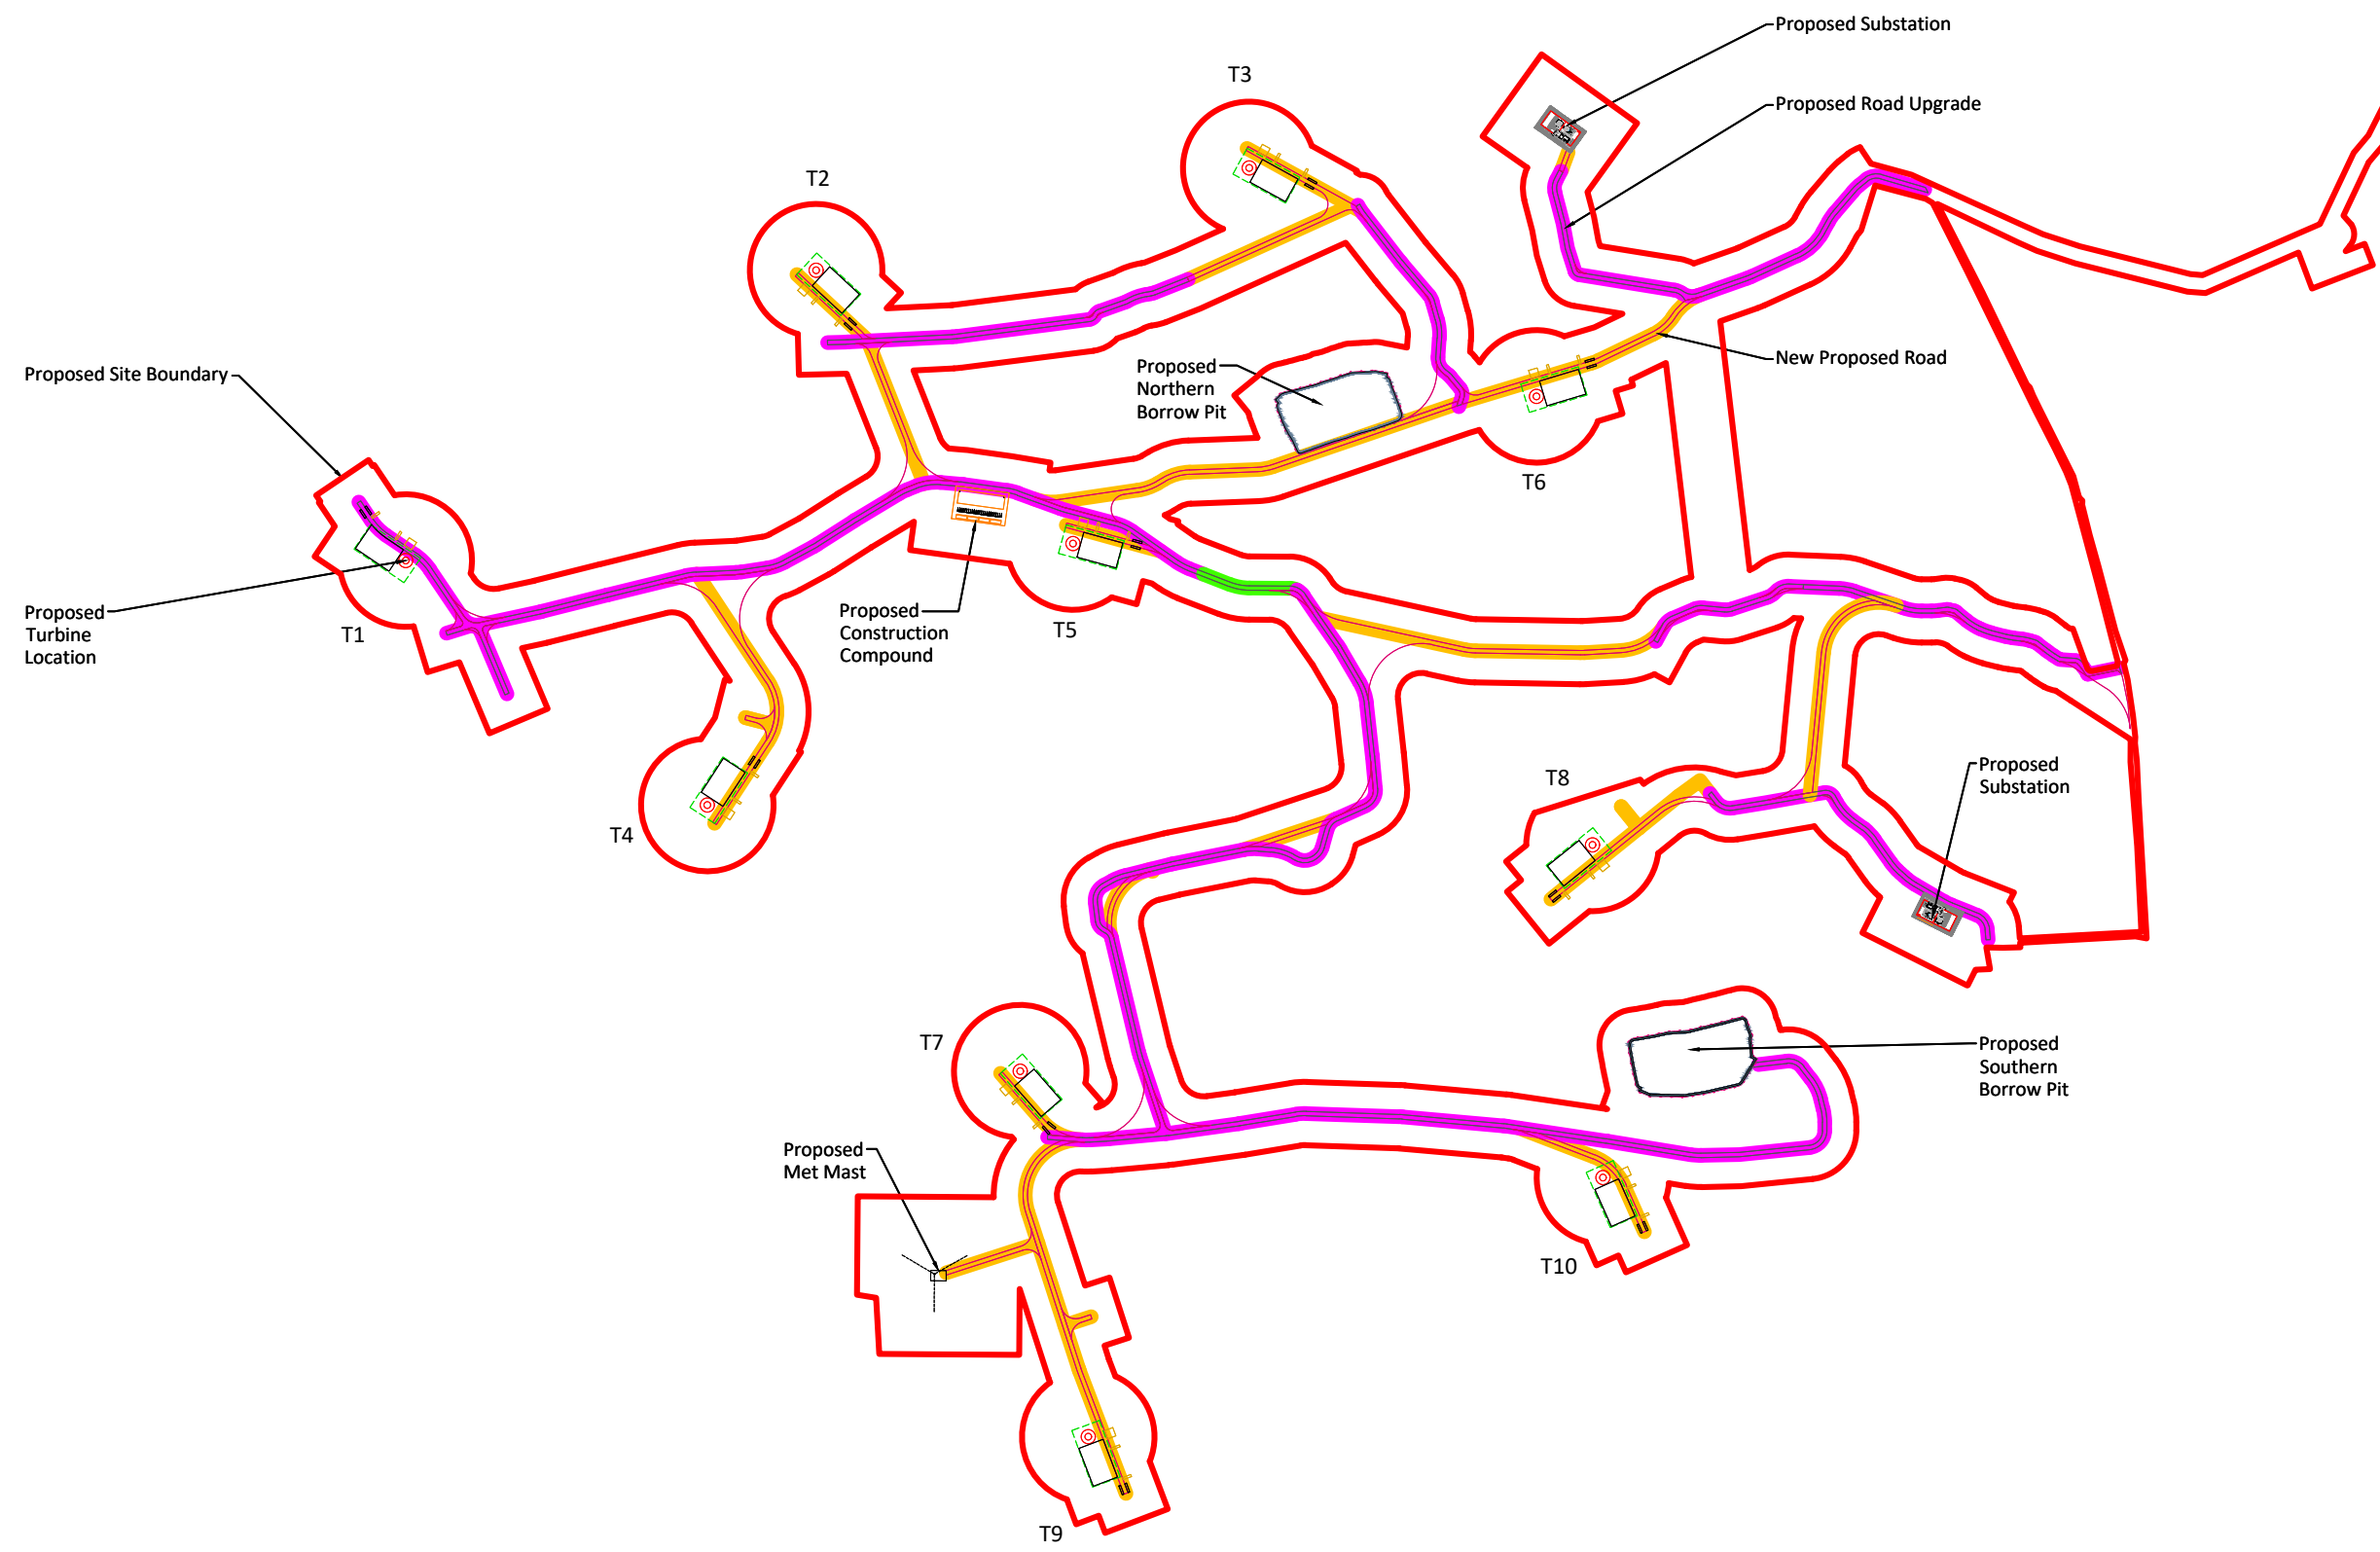 Proposed Substation
T3
Proposed Road Upgrade
T2
New Proposed Road
Proposed
Northern
Borrow Pit
Proposed Site Boundary
T6
Proposed
Turbine
Location
T1
Proposed
Construction
Compound
T5
Proposed
Substation
T8
T4
T7
Proposed
Southern
Borrow Pit
Proposed
Met Mast
T10
T9